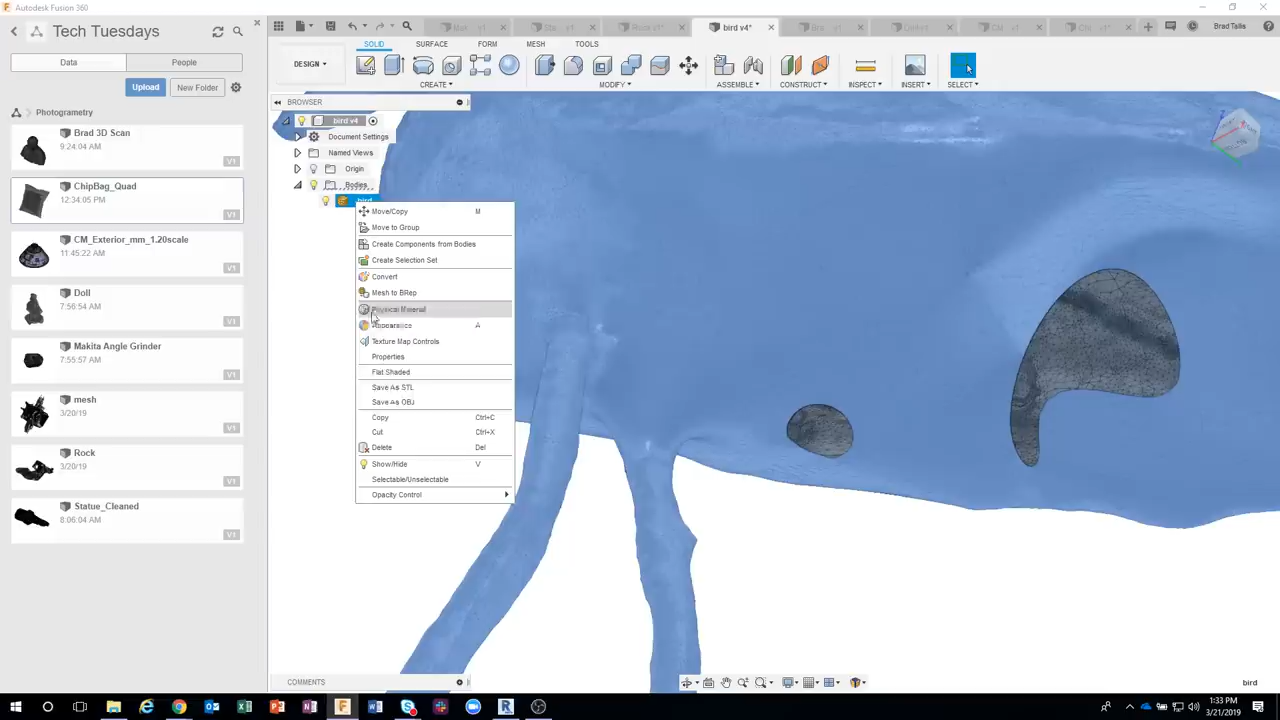 Autodesk Fusion 360
Tech Tuesdays
Data
People
Upload
New Folder
Photogrametry
Brad 3D Scan
9:24:04 AM
V1
ChipBag_Quad
12:34:05 PM
V1
CM_Exterior_mm_1.20scale
11:45:22 AM
V1
Doll
7:56:54 AM
V1
Makita Angle Grinder
7:55:57 AM
V1
mesh
3/20/19
V1
Rock
3/20/19
V1
Statue_Cleaned
8:06:04 AM
V1
bird v4*
Brad Tallis
SOLID
SURFACE
FORM
MESH
TOOLS
DESIGN
CREATE
MODIFY
ASSEMBLE
CONSTRUCT
INSPECT
INSERT
SELECT
BROWSER
bird v4
Document Settings
Named Views
Origin
Bodies
bird
Move/Copy M
Move to Group
Create Components from Bodies
Create Selection Set
Convert
Mesh to BRep
Physical Material
Appearance A
Texture Map Controls
Properties
Flat Shaded
Save As STL
Save As OBJ
Copy Ctrl+C
Cut Ctrl+X
Delete Del
Show/Hide V
Selectable/Unselectable
Opacity Control
COMMENTS
bird
1:33 PM
3/21/2019